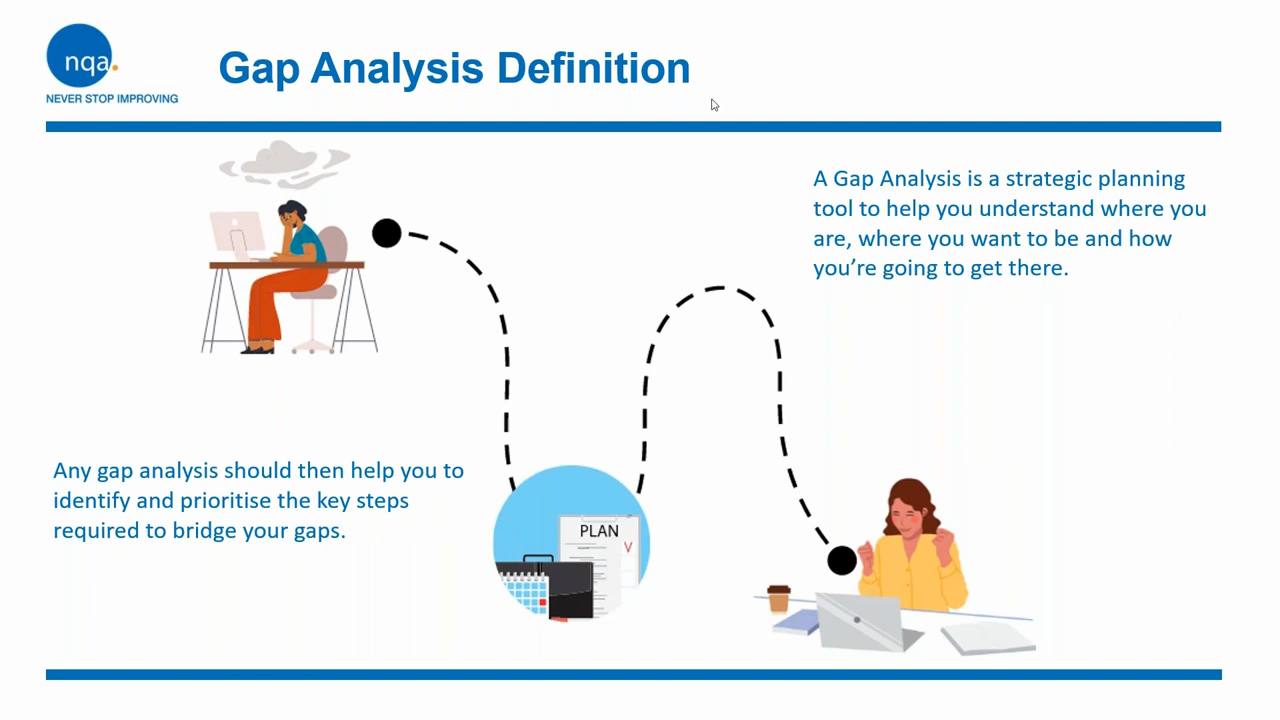 nqa.
NEVER STOP IMPROVING
Gap Analysis Definition
A Gap Analysis is a strategic planning
tool to help you understand where you
are, where you want to be and how
you’re going to get there.
Any gap analysis should then help you to
identify and prioritise the key steps
required to bridge your gaps.
PLAN
V